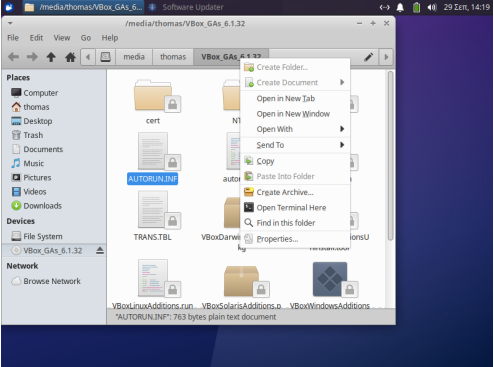 /media/thomas/VBox_GAs_6...
Software Updater
29 Σεπ, 14:19
/media/thomas/VBox_GAs_6.1.32
File Edit View Go Help
media thomas VBox_GAs_6.1.32
Places
Computer
thomas
Desktop
Trash
Documents
Music
Pictures
Videos
Downloads
Devices
File System
VBox_GAs_6.1.32
Network
Browse Network
cert
NT
AUTORUN.INF
TRANS.TBL
VBoxLinuxAdditions.run
VBoxSolarisAdditions.p
VBoxWindowsAdditions
Create Folder...
Create Document
Open in New Tab
Open in New Window
Open With
Send To
Copy
Paste Into Folder
Create Archive...
Open Terminal Here
Find in this folder
Properties...
"AUTORUN.INF": 763 bytes plain text document